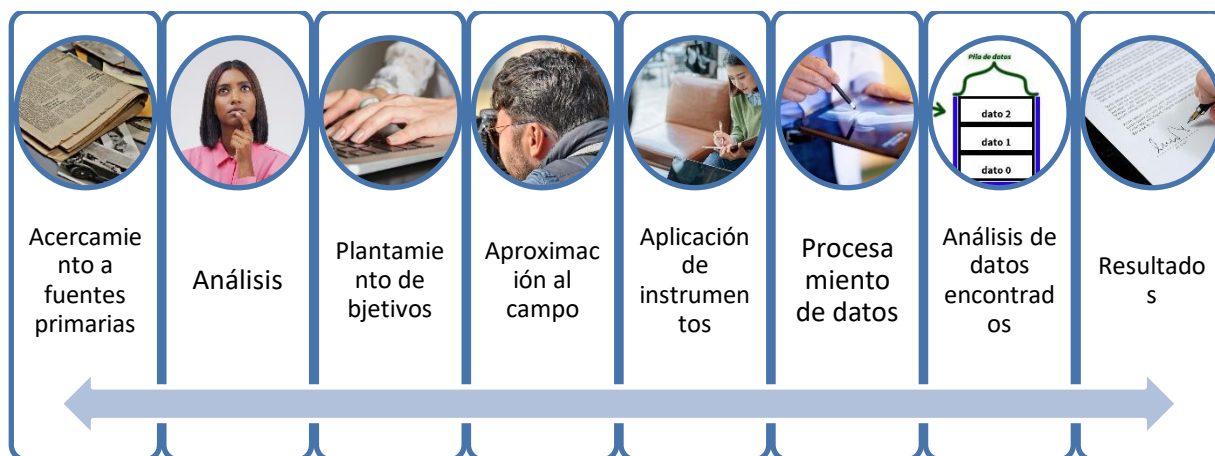 Acercamie
nto a
fuentes
primarias
Análisis
Plantamie
nto de
bjetivos
Aproximac
ión al
campo
Aplicación
de
instrumen
tos
Procesa
miento
de datos
Pila de datos
dato 2
dato 1
dato 0
Análisis de
datos
encontrad
os
Resultado
s